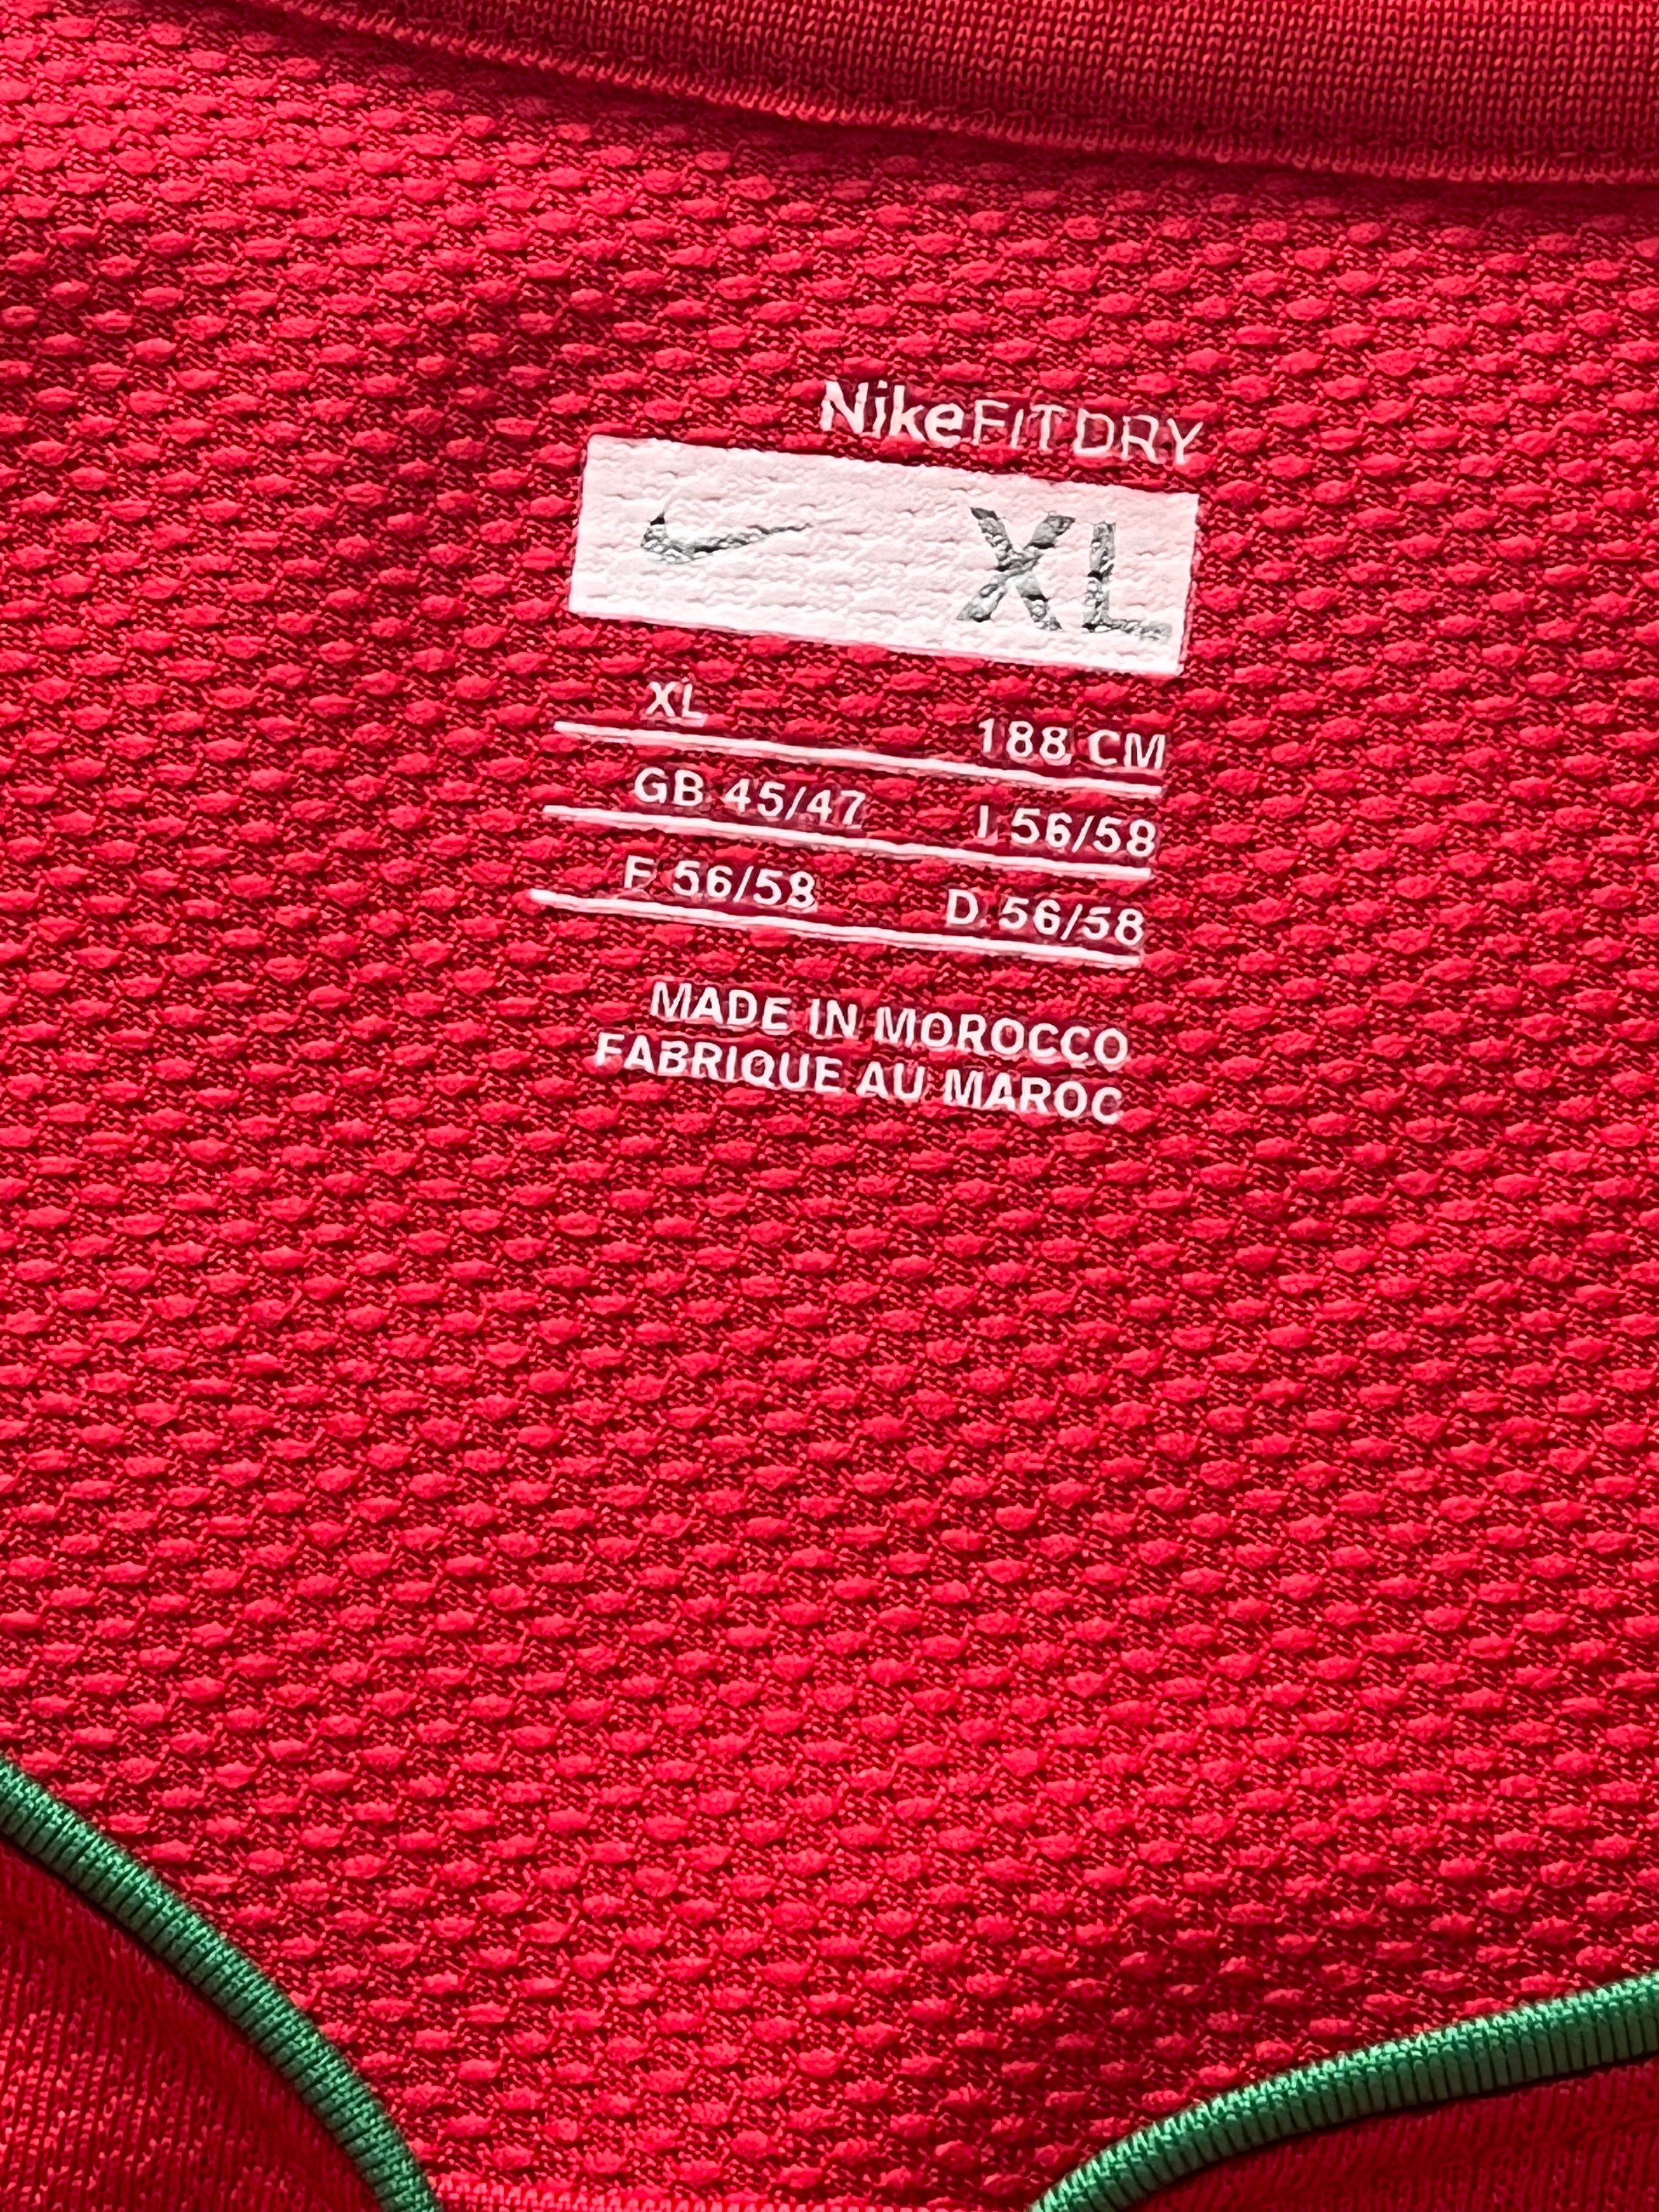 NikeFITDRY
XL
XL 188 CM
GB 45/47 I 56/58
F 56/58 D 56/58
MADE IN MOROCCO
FABRIQUE AU MAROC